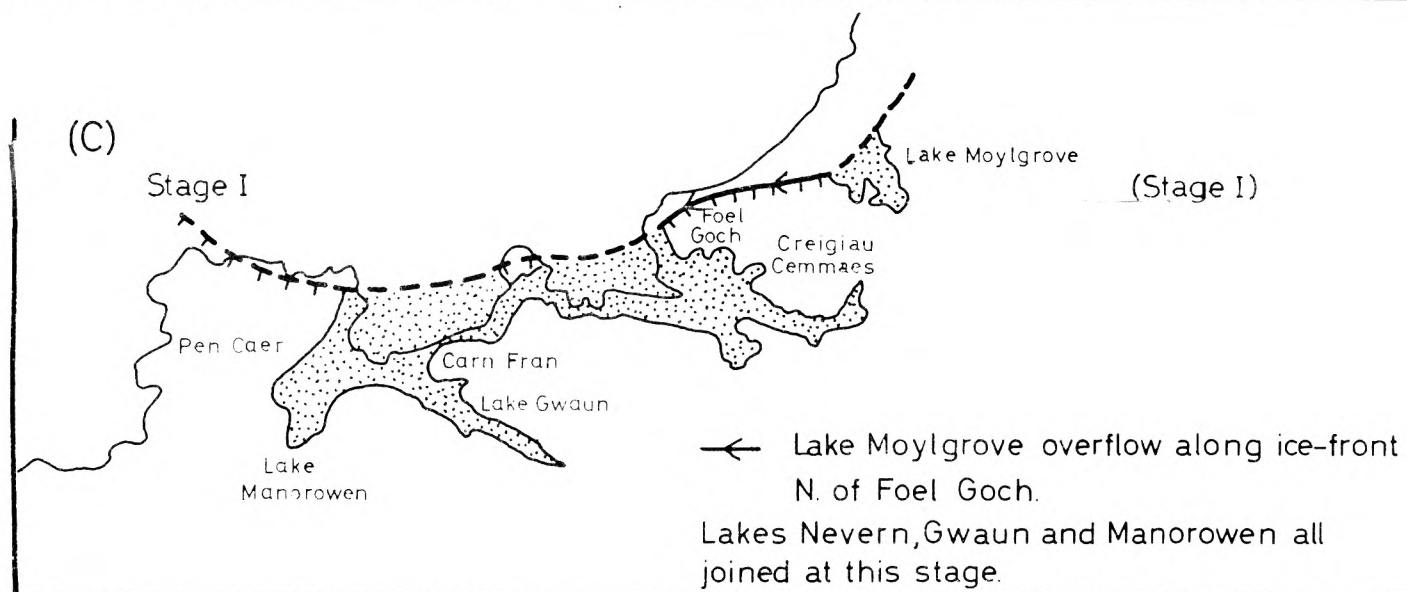 (C)
Stage I
Lake Moylgrove
(Stage I)
Foel
Goch
Creigiau
Cemmaes
Pen Caer
Carn Fran
Lake Gwaun
Lake
Manorowen
Lake Moylgrove overflow along ice-front
N. of Foel Goch.
Lakes Nevern, Gwaun and Manorowen all
joined at this stage.